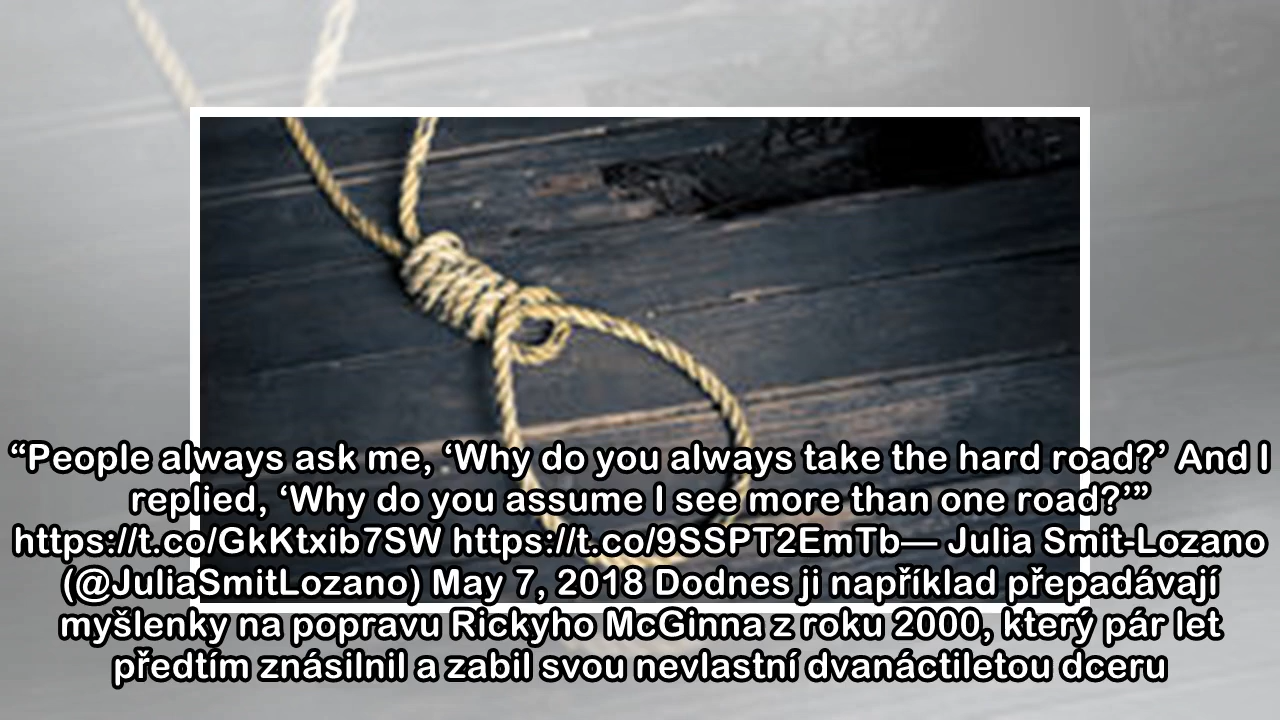 “People always ask me, ‘Why do you always take the hard road?’ And I
replied, ‘Why do you assume I see more than one road?’”
https://t.co/GkKtxib7SW https://t.co/9SSPT2EmTb— Julia Smit-Lozano
(@JuliaSmitLozano) May 7, 2018 Dodnes ji například přepadávají
myšlenky na popravu Rickyho McGinna z roku 2000, který pár let
předtím znásilnil a zabil svou nevlastní dvanáctiletou dceru